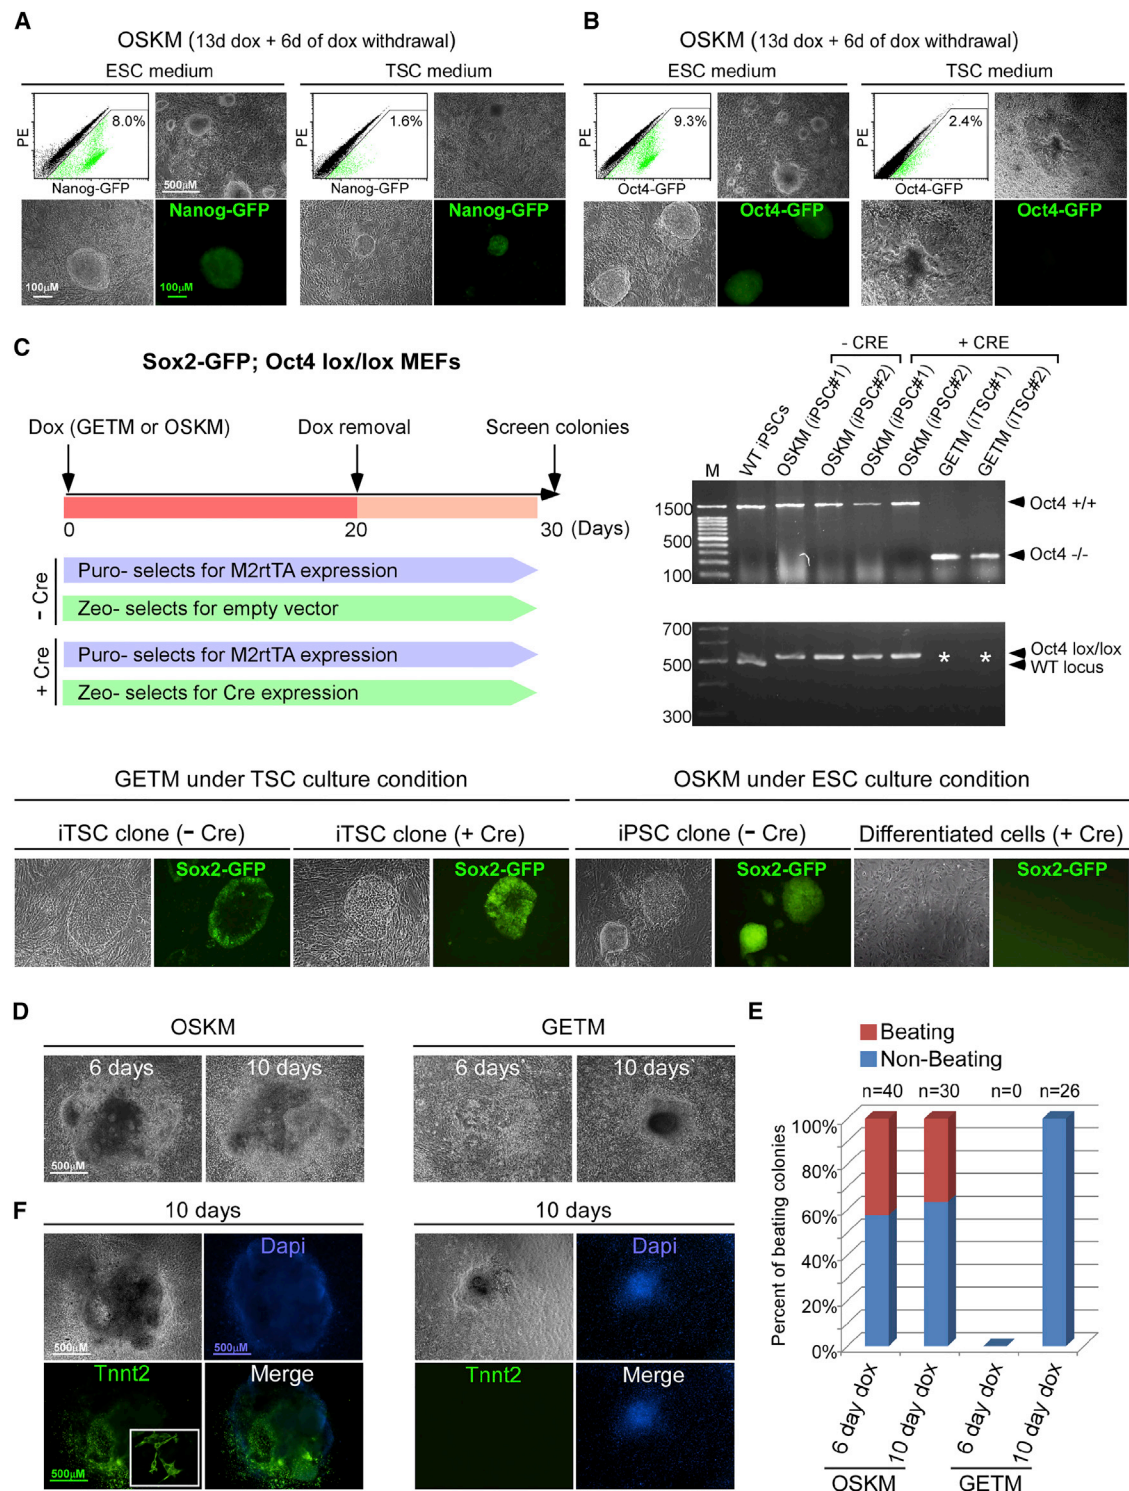 A
OSKM (13d dox + 6d of dox withdrawal)
ESC medium
TSC medium
PE
8.0%
Nanog-GFP
500µM
PE
1.6%
Nanog-GFP
Nanog-GFP
100µM
100µM
Nanog-GFP
B
OSKM (13d dox + 6d of dox withdrawal)
ESC medium
TSC medium
PE
9.3%
Oct4-GFP
PE
2.4%
Oct4-GFP
Oct4-GFP
Oct4-GFP
C
Sox2-GFP; Oct4 lox/lox MEFs
Dox (GETM or OSKM)
Dox removal
Screen colonies
0
20
30 (Days)
- Cre
Puro- selects for M2rtTA expression
Zeo- selects for empty vector
+ Cre
Puro- selects for M2rtTA expression
Zeo- selects for Cre expression
- CRE
+ CRE
M
WT iPSCs
OSKM (iPSC#1)
OSKM (iPSC#2)
OSKM (iPSC#1)
OSKM (iPSC#2)
GETM (iTSC#1)
GETM (iTSC#2)
1500
500
100
Oct4 +/+
Oct4 -/-
700
500
300
* *
Oct4 lox/lox
WT locus
GETM under TSC culture condition
OSKM under ESC culture condition
iTSC clone (- Cre)
iTSC clone (+ Cre)
iPSC clone (- Cre)
Differentiated cells (+ Cre)
Sox2-GFP
Sox2-GFP
Sox2-GFP
Sox2-GFP
D
OSKM
GETM
6 days
10 days
6 days
10 days
500µM
E
Beating
Non-Beating
n=40
n=30
n=0
n=26
Percent of beating colonies
100%
80%
60%
40%
20%
0%
6 day dox
10 day dox
6 day dox
10 day dox
OSKM
GETM
F
10 days
10 days
Dapi
500µM
500µM
Dapi
Tnnt2
Merge
500µM
Tnnt2
Merge